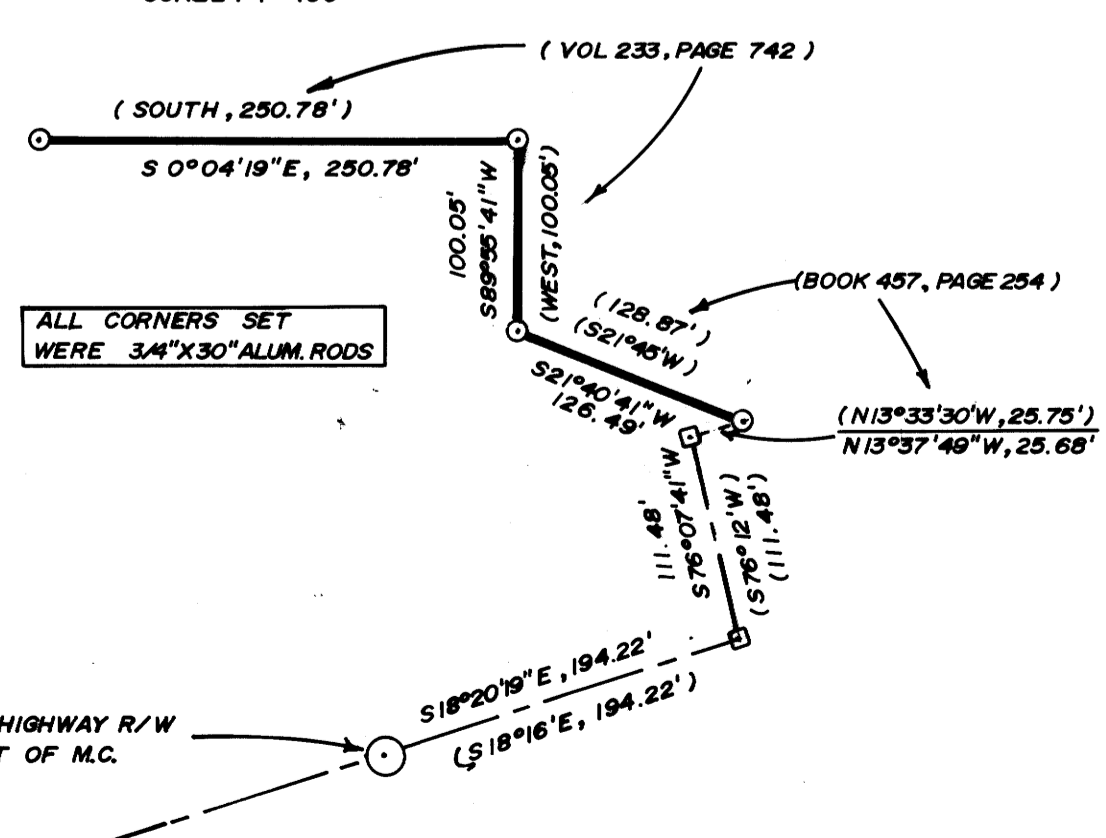 ( VOL 233, PAGE 742 )
( SOUTH , 250.78' )
S 0°04'19"E, 250.78'
100.05'
S89°55'41"W
(WEST, 100.05')
(BOOK 457, PAGE 254 )
( 128.87' )
(S21°45'W )
S21°40'41"W
126.49'
ALL CORNERS SET
WERE 3/4"X30" ALUM. RODS
(N13°33'30'W, 25.75')
N13°37'49"W, 25.68'
111.48'
S76°07'41"W
(S76°12'W)
(111.48')
S18°20'19"E , 194.22'
(S18°16'E, 194.22')
HIGHWAY R/W
OF M.C.